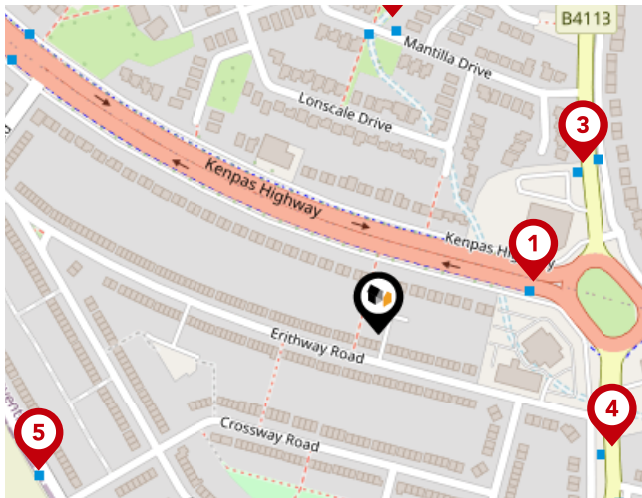 B4113
Mantilla Drive
Lonscale Drive
3
Kenpas Highway
1
Kenpas Highway
Erithway Road
4
Crossway Road
5